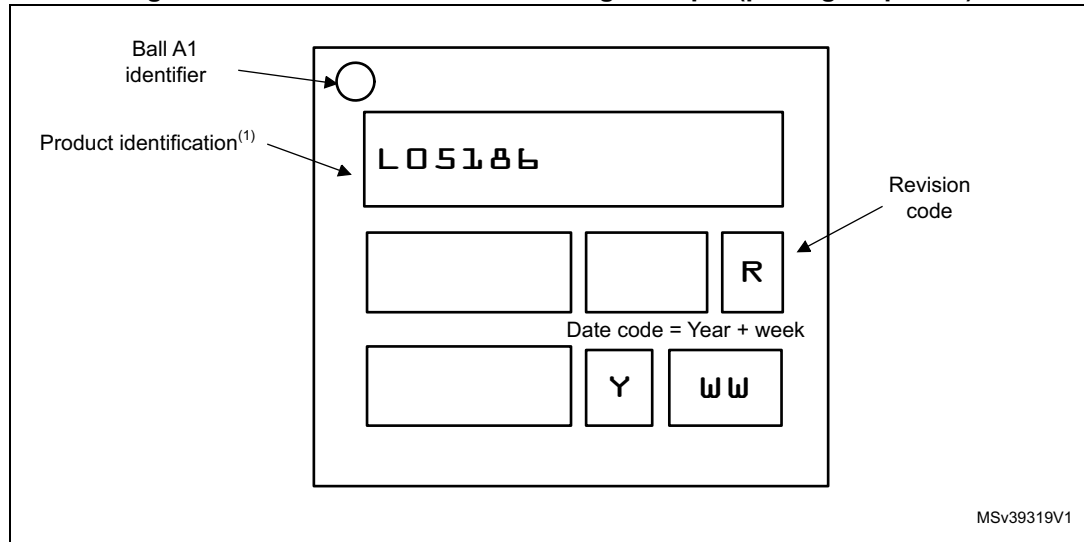 Ball A1
identifier
Product identification(1)
L05186
Revision
code
R
Date code = Year + week
Y WW
MSv39319V1